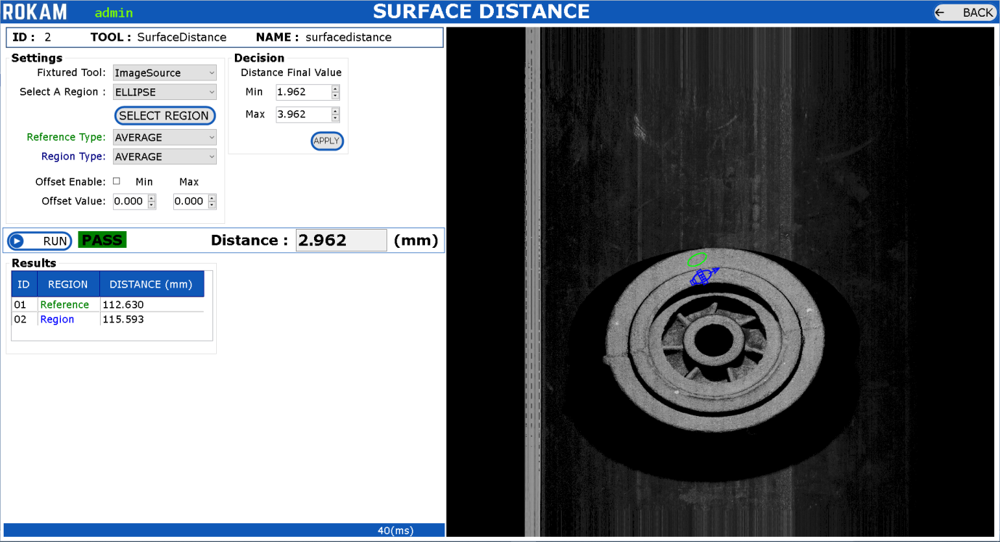 ROKAM admin SURFACE DISTANCE ← BACK
ID : 2 TOOL : SurfaceDistance NAME : surfacedistance
Settings Decision
Fixtured Tool: ImageSource Distance Final Value
Select A Region : ELLIPSE Min 1.962
SELECT REGION Max 3.962
Reference Type: AVERAGE APPLY
Region Type: AVERAGE
Offset Enable: Min Max
Offset Value: 0.000 0.000
RUN PASS Distance : 2.962 (mm)
Results
ID REGION DISTANCE (mm)
01 Reference 112.630
02 Region 115.593
40(ms)